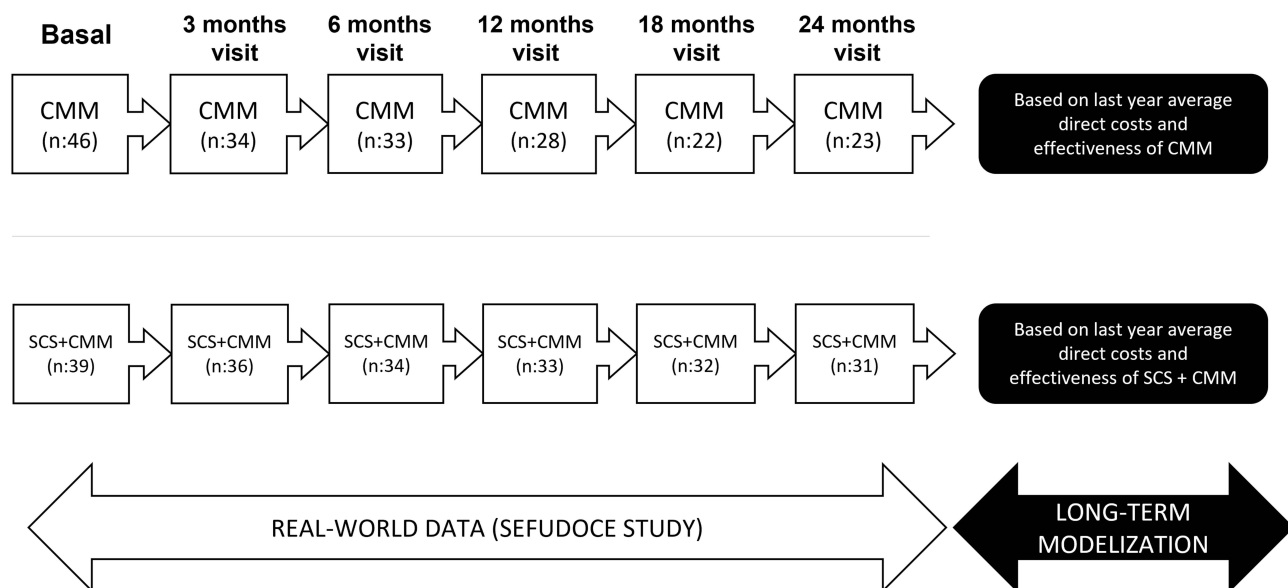 Basal
3 months
visit
6 months
visit
12 months
visit
18 months
visit
24 months
visit
CMM
(n:46)
CMM
(n:34)
CMM
(n:33)
CMM
(n:28)
CMM
(n:22)
CMM
(n:23)
Based on last year average
direct costs and
effectiveness of CMM
SCS+CMM
(n:39)
SCS+CMM
(n:36)
SCS+CMM
(n:34)
SCS+CMM
(n:33)
SCS+CMM
(n:32)
SCS+CMM
(n:31)
Based on last year average
direct costs and
effectiveness of SCS + CMM
REAL-WORLD DATA (SEFUDOCE STUDY)
LONG-TERM
MODELIZATION